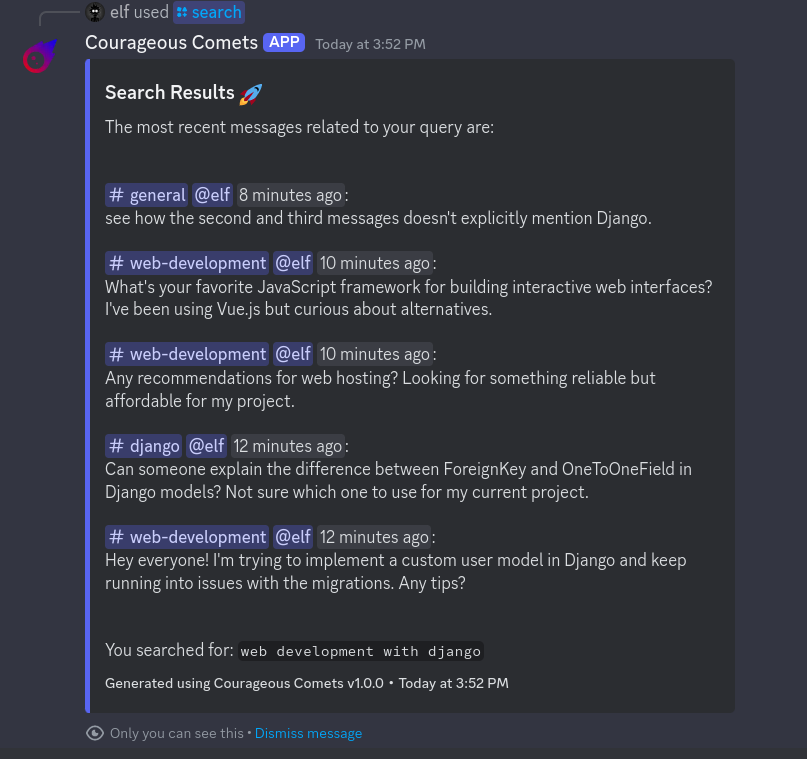 elf used search
Courageous Comets APP Today at 3:52 PM
Search Results 🚀
The most recent messages related to your query are:
# general @elf 8 minutes ago:
see how the second and third messages doesn't explicitly mention Django.
# web-development @elf 10 minutes ago:
What's your favorite JavaScript framework for building interactive web interfaces?
I've been using Vue.js but curious about alternatives.
# web-development @elf 10 minutes ago:
Any recommendations for web hosting? Looking for something reliable but
affordable for my project.
# django @elf 12 minutes ago:
Can someone explain the difference between ForeignKey and OneToOneField in
Django models? Not sure which one to use for my current project.
# web-development @elf 12 minutes ago:
Hey everyone! I'm trying to implement a custom user model in Django and keep
running into issues with the migrations. Any tips?
You searched for: web development with django
Generated using Courageous Comets v1.0.0 • Today at 3:52 PM
Only you can see this • Dismiss message